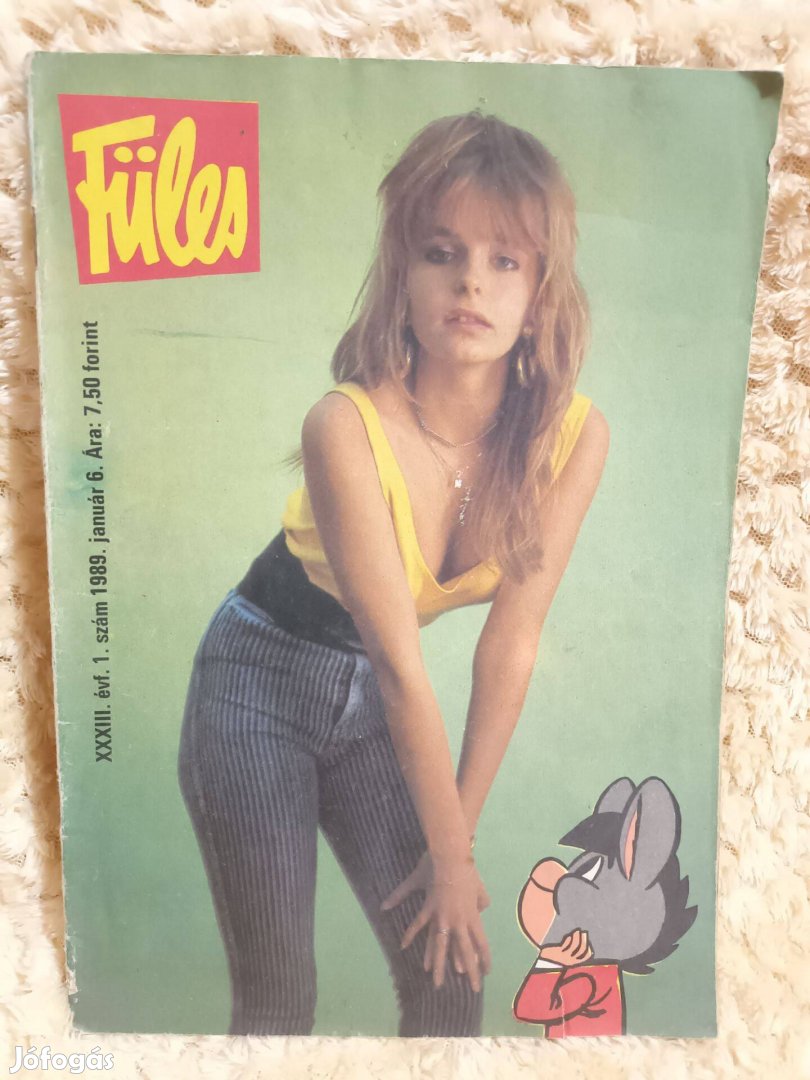 Füles
XXXIII. évf. 1. szám 1989. január 6. Ára: 7,50 forint
Jófogás